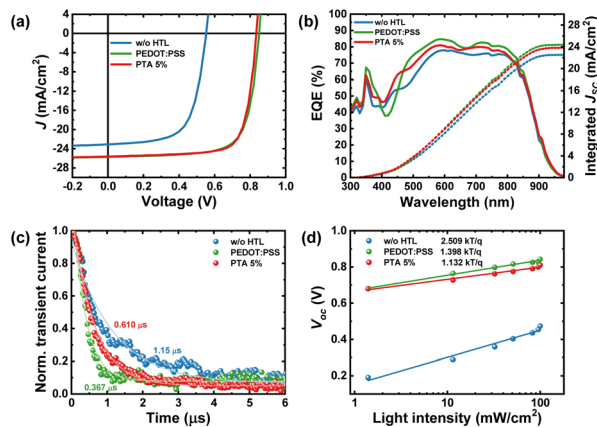 (a)
4
0
-4
-8
-12
-16
-20
-24
-28
J (mA/cm²)
w/o HTL
PEDOT:PSS
PTA 5%
-0.2 0.0 0.2 0.4 0.6 0.8 1.0
Voltage (V)
(b)
100
90
80
70
60
50
40
30
20
10
0
EQE (%)
w/o HTL
PEDOT:PSS
PTA 5%
28
24
20
16
12
8
4
0
Integrated JSC (mA/cm²)
300 400 500 600 700 800 900
Wavelength (nm)
(c)
1.0
0.8
0.6
0.4
0.2
0.0
Norm. transient current
w/o HTL
PEDOT:PSS
PTA 5%
0.610 μs
1.15 μs
0.367 μs
0 1 2 3 4 5 6
Time (μs)
(d)
1.0
0.8
0.6
0.4
0.2
Voc (V)
w/o HTL 2.509 kT/q
PEDOT:PSS 1.398 kT/q
PTA 5% 1.132 kT/q
1 10 100
Light intensity (mW/cm²)